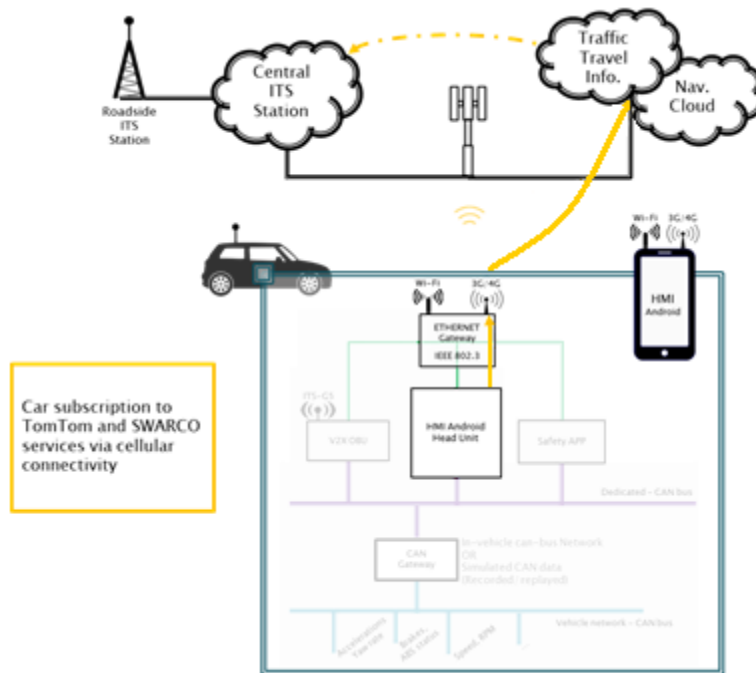 Traffic
Travel
Info.
Nav.
Cloud
Central
ITS
Station
Roadside
ITS
Station
Wi-Fi
3G/4G
HMI
Android
Wi-Fi
3G/4G
ETHERNET
Gateway
IEEE 802.3
Car subscription to
TomTom and SWARCO
services via cellular
connectivity
ITS-G5
V2X OBU
HMI Android
Head Unit
Safety APP
Dedicated - CAN bus
CAN
Gateway
In-vehicle can-bus Network
OR
Simulated CAN data
(Recorded/replayed)
Vehicle network - CAN bus
Accelerations
Yaw rate
Brakes,
ABS status
Speed, RPM
...